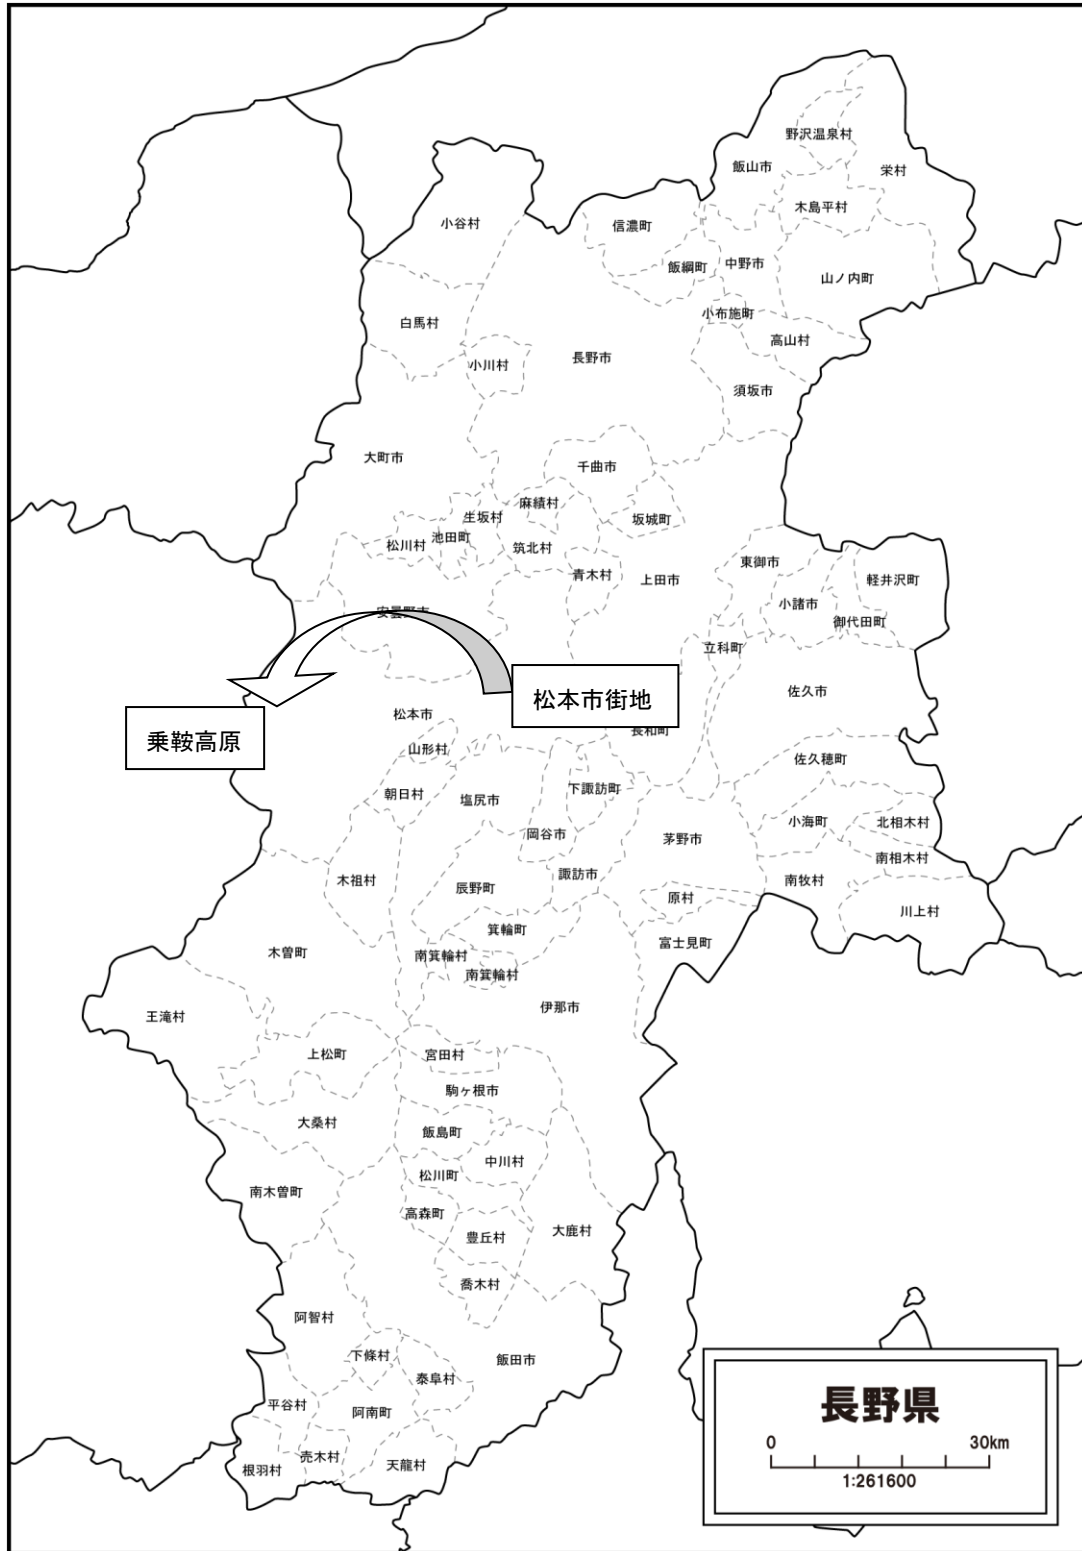 野沢温泉村
飯山市
栄村
木島平村
小谷村
信濃町
飯綱町
中野市
山ノ内町
小布施町
白馬村
高山村
小川村
長野市
須坂市
大町市
千曲市
麻績村
生坂村
坂城町
池田町
松川村
筑北村
東御市
青木村
上田市
軽井沢町
小諸市
安曇野市
御代田町
立科町
佐久市
松本市街地
松本市
長和町
乗鞍高原
山形村
佐久穂町
下諏訪町
朝日村
塩尻市
小海町
北相木村
岡谷市
茅野市
南相木村
諏訪市
木祖村
南牧村
辰野町
原村
川上村
箕輪町
富士見町
木曽町
南箕輪村
南箕輪村
伊那市
王滝村
上松町
宮田村
駒ヶ根市
大桑村
飯島町
中川村
松川町
南木曽町
高森町
大鹿村
豊丘村
喬木村
阿智村
下條村
飯田市
泰阜村
平谷村
阿南町
売木村
天龍村
根羽村
長野県
0 30km
1:261600